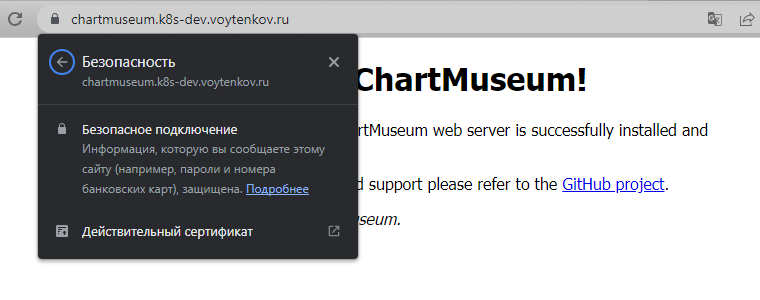 chartmuseum.k8s-dev.voytenkov.ru
Безопасность
chartmuseum.k8s-dev.voytenkov.ru
Безопасное подключение
Информация, которую вы сообщаете этому
сайту (например, пароли и номера
банковских карт), защищена. Подробнее
Действительный сертификат
ChartMuseum!
rtMuseum web server is successfully installed and
d support please refer to the GitHub project.
useum.